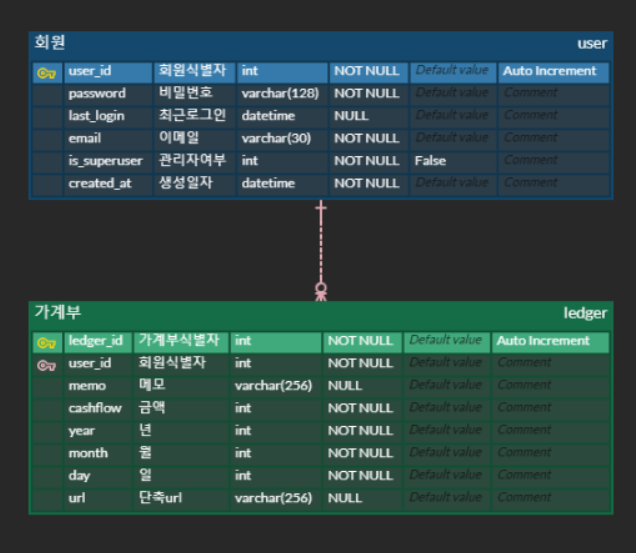 회원 user
user_id 회원식별자 int NOT NULL Default value Auto Increment
password 비밀번호 varchar(128) NOT NULL Default value Comment
last_login 최근로그인 datetime NULL Default value Comment
email 이메일 varchar(30) NOT NULL Default value Comment
is_superuser 관리자여부 int NOT NULL False Comment
created_at 생성일자 datetime NOT NULL Default value Comment
가계부 ledger
ledger_id 가계부식별자 int NOT NULL Default value Auto Increment
user_id 회원식별자 int NOT NULL Default value Comment
memo 메모 varchar(256) NULL Default value Comment
cashflow 금액 int NOT NULL Default value Comment
year 년 int NOT NULL Default value Comment
month 월 int NOT NULL Default value Comment
day 일 int NOT NULL Default value Comment
url 단축url varchar(256) NULL Default value Comment